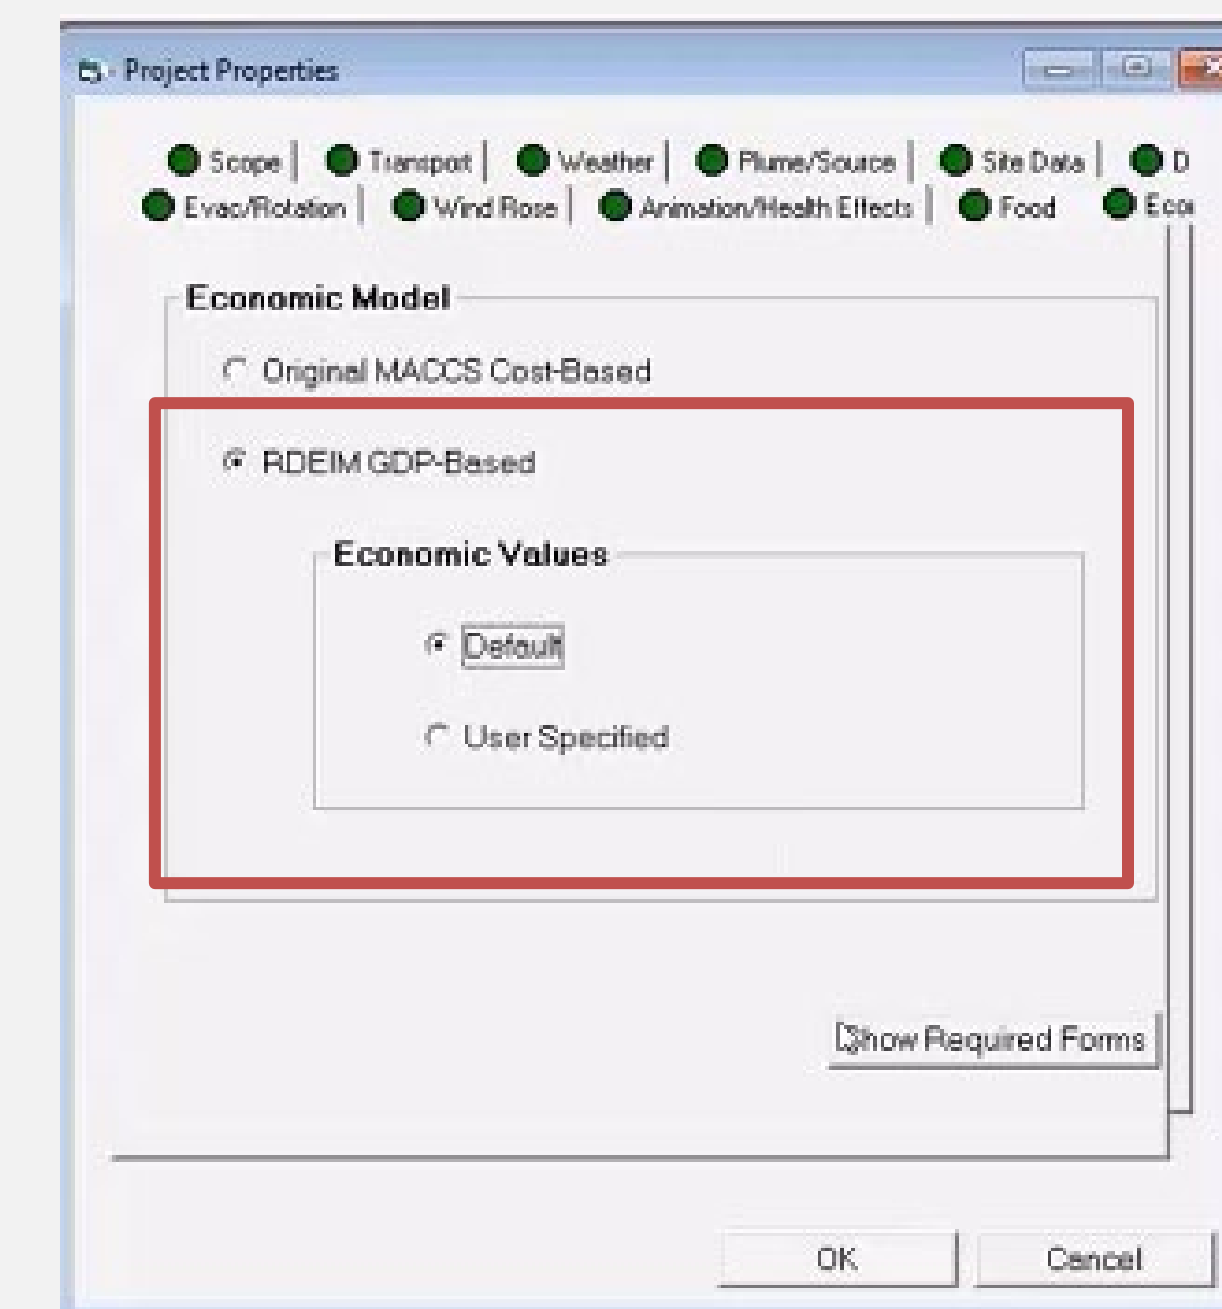 Project Properties
Scope Transport Weather Plume/Source Site Data D
Evac/Rotation Wind Rose Animation/Health Effects Food Econ
Economic Model
Original MACCS Cost-Based
RDEIM GDP-Based
Economic Values
Default
User Specified
Show Required Forms
OK Cancel